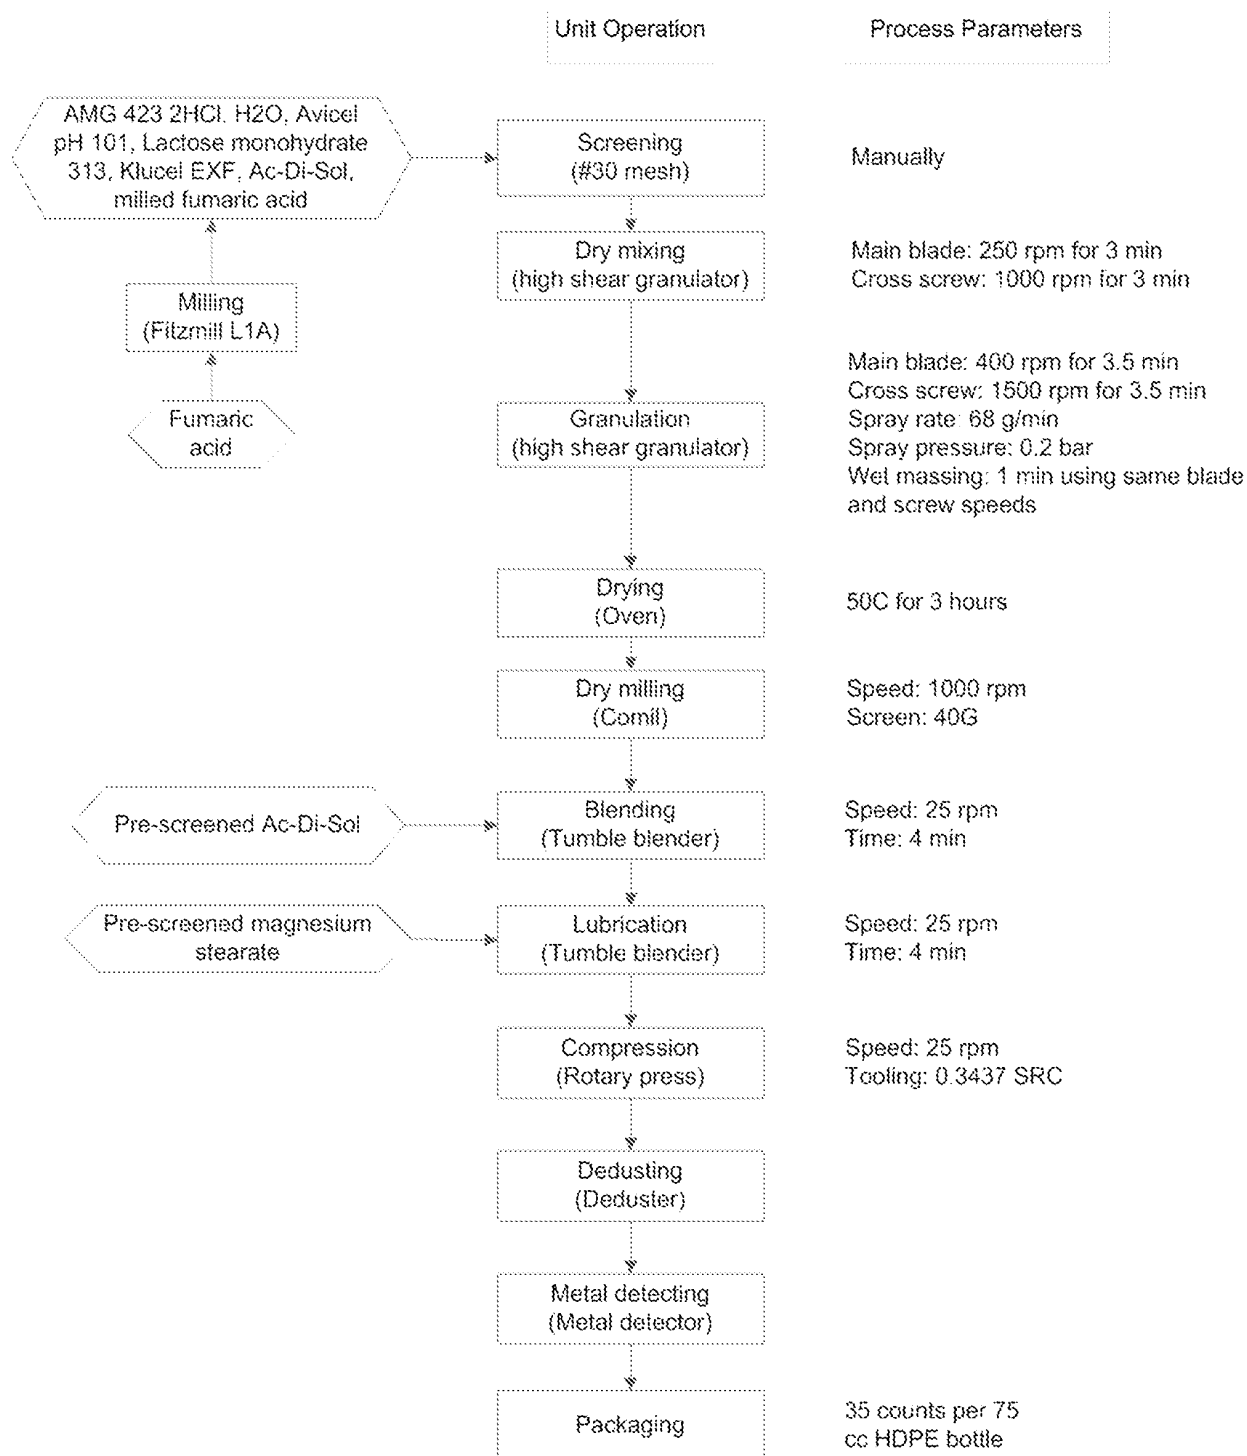 Unit Operation
Process Parameters
AMG 423 2HCl. H2O, Avicel
pH 101, Lactose monohydrate
313, Klucel EXF, Ac-Di-Sol,
milled fumaric acid
Screening
(#30 mesh)
Manually
Dry mixing
(high shear granulator)
Main blade: 250 rpm for 3 min
Cross screw: 1000 rpm for 3 min
Milling
(Fitzmill L1A)
Fumaric
acid
Granulation
(high shear granulator)
Main blade: 400 rpm for 3.5 min
Cross screw: 1500 rpm for 3.5 min
Spray rate: 68 g/min
Spray pressure: 0.2 bar
Wet massing: 1 min using same blade
and screw speeds
Drying
(Oven)
50C for 3 hours
Dry milling
(Comil)
Speed: 1000 rpm
Screen: 40G
Pre-screened Ac-Di-Sol
Blending
(Tumble blender)
Speed: 25 rpm
Time: 4 min
Pre-screened magnesium
stearate
Lubrication
(Tumble blender)
Speed: 25 rpm
Time: 4 min
Compression
(Rotary press)
Speed: 25 rpm
Tooling: 0.3437 SRC
Dedusting
(Deduster)
Metal detecting
(Metal detector)
Packaging
35 counts per 75
cc HDPE bottle